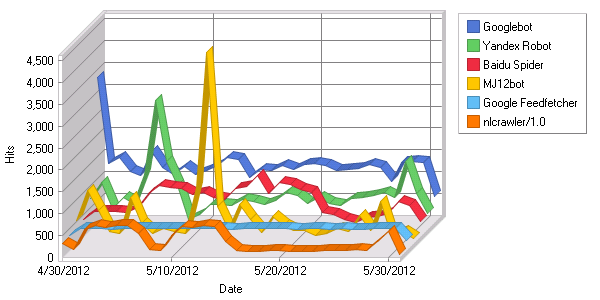 Googlebot
Yandex Robot
Baidu Spider
MJ12bot
Google Feedfetcher
nlcrawler/1.0
4,500
4,000
3,500
3,000
2,500
2,000
1,500
1,000
500
0
Hits
4/30/2012 5/10/2012 5/20/2012 5/30/2012
Date